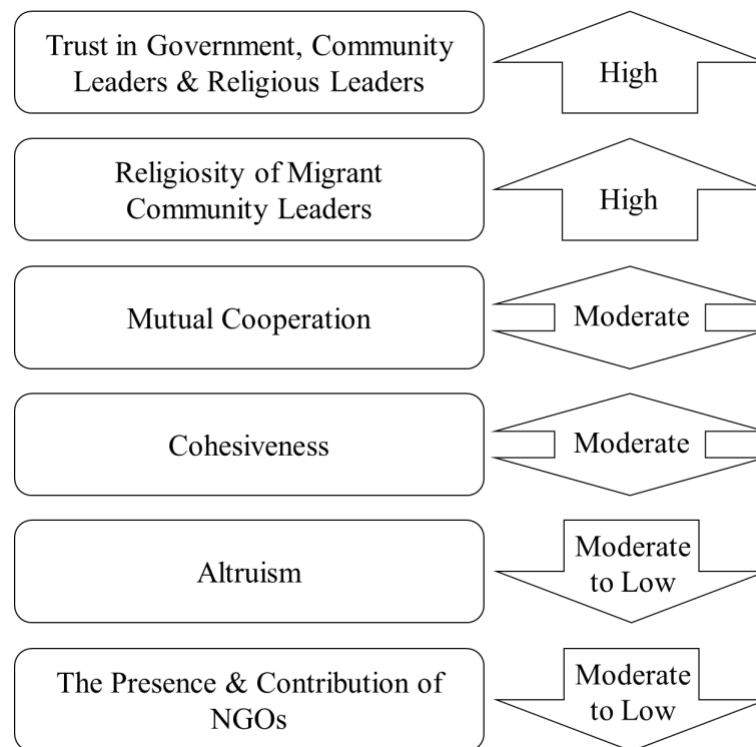 Trust in Government, Community
Leaders & Religious Leaders
High
Religiosity of Migrant
Community Leaders
High
Mutual Cooperation
Moderate
Cohesiveness
Moderate
Altruism
Moderate
to Low
The Presence & Contribution of
NGOs
Moderate
to Low